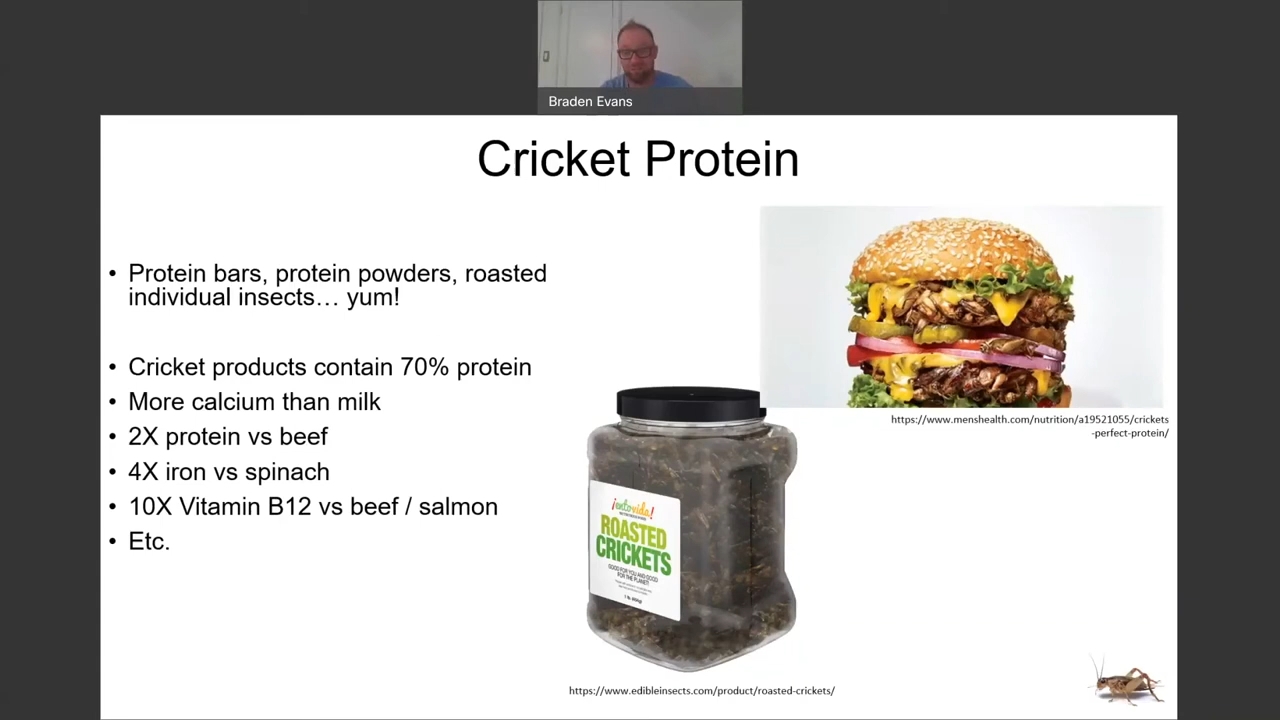 Braden Evans
Cricket Protein
• Protein bars, protein powders, roasted
individual insects… yum!
• Cricket products contain 70% protein
• More calcium than milk
• 2X protein vs beef
• 4X iron vs spinach
• 10X Vitamin B12 vs beef / salmon
• Etc.
https://www.menshealth.com/nutrition/a19521055/crickets
-perfect-protein/
¡entovida!
ROASTED
CRICKETS
GOOD FOR YOU AND GOOD
FOR THE PLANET!
https://www.edibleinsects.com/product/roasted-crickets/